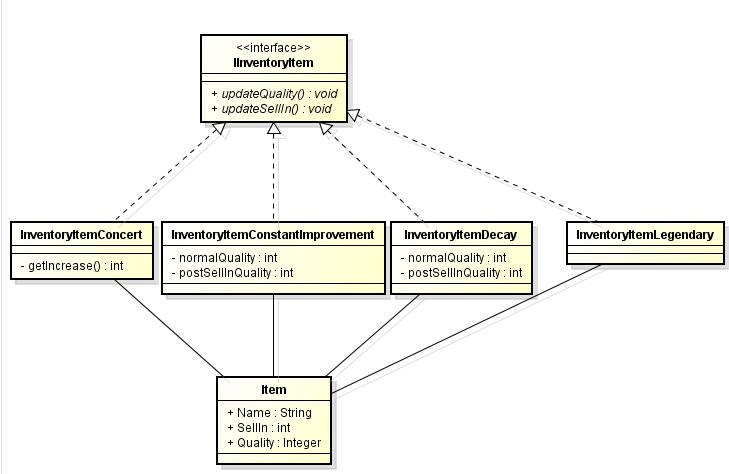 <<interface>>
IInventoryItem
+ updateQuality() : void
+ updateSellIn() : void
InventoryItemConcert
- getIncrease() : int
InventoryItemConstantImprovement
- normalQuality : int
- postSellInQuality : int
InventoryItemDecay
- normalQuality : int
- postSellInQuality : int
InventoryItemLegendary
Item
+ Name : String
+ SellIn : int
+ Quality : Integer